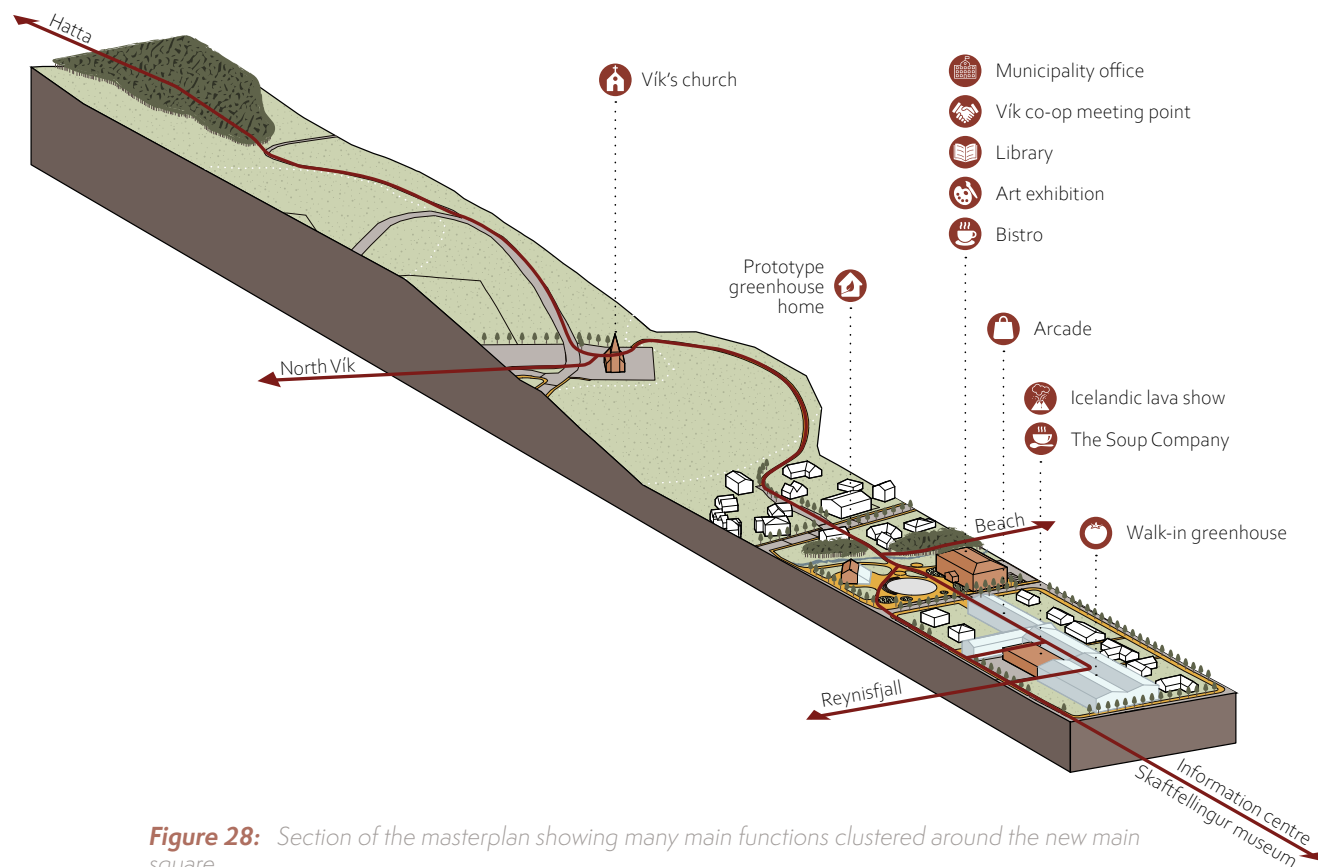 Hatta
Vík's church
Municipality office
Vík co-op meeting point
Library
Art exhibition
Bistro
Prototype
greenhouse
home
Arcade
North Vík
Icelandic lava show
The Soup Company
Beach
Walk-in greenhouse
Reynisfjall
Information centre
Skaftfellingur museum
Figure 28: Section of the masterplan showing many main functions clustered around the new main
square